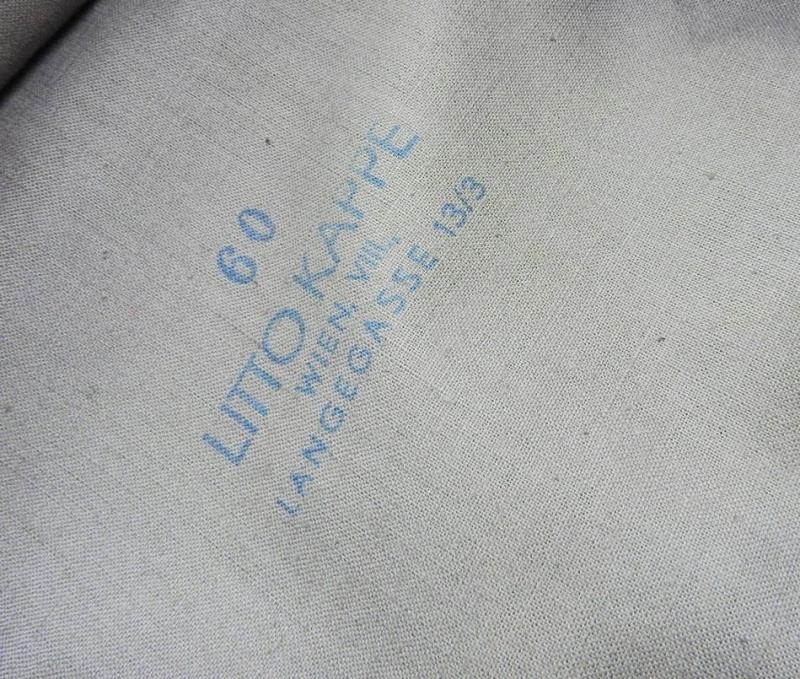 60
LITTO KAPPE
WIEN, VIII.,
LANGEGASSE 13/3